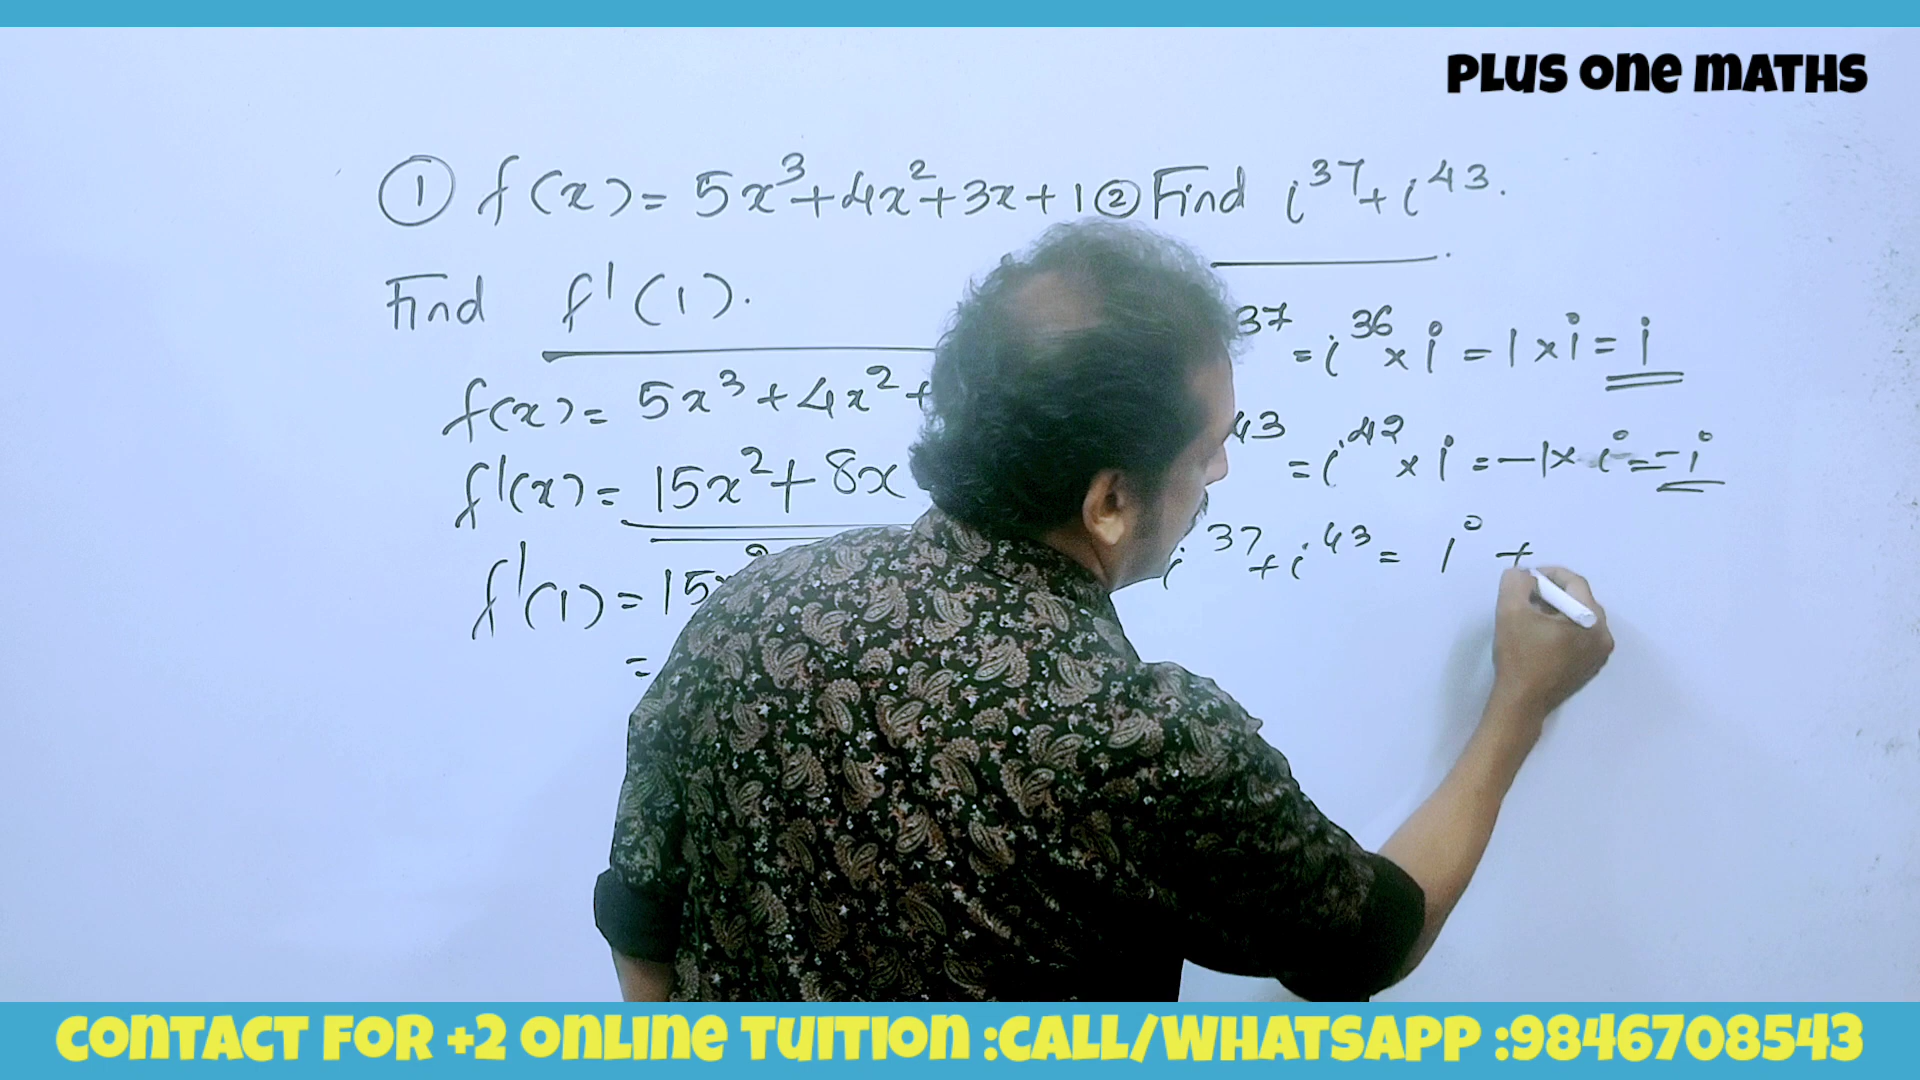 PLUS ONE MATHS
① f(x) = 5x³+4x²+3x+1
Find f'(1).
f(x) = 5x³+4x²+
f'(x) = 15x²+8x
f'(1) = 15
=
② Find i³⁷+i⁴³.
³⁷ = i³⁶ × i = 1 × i = i
⁴³ = i⁴² × i = -1 × i = -i
i³⁷+i⁴³ = i +
CONTACT FOR +2 ONLINE TUITION :CALL/WHATSAPP :9846708543